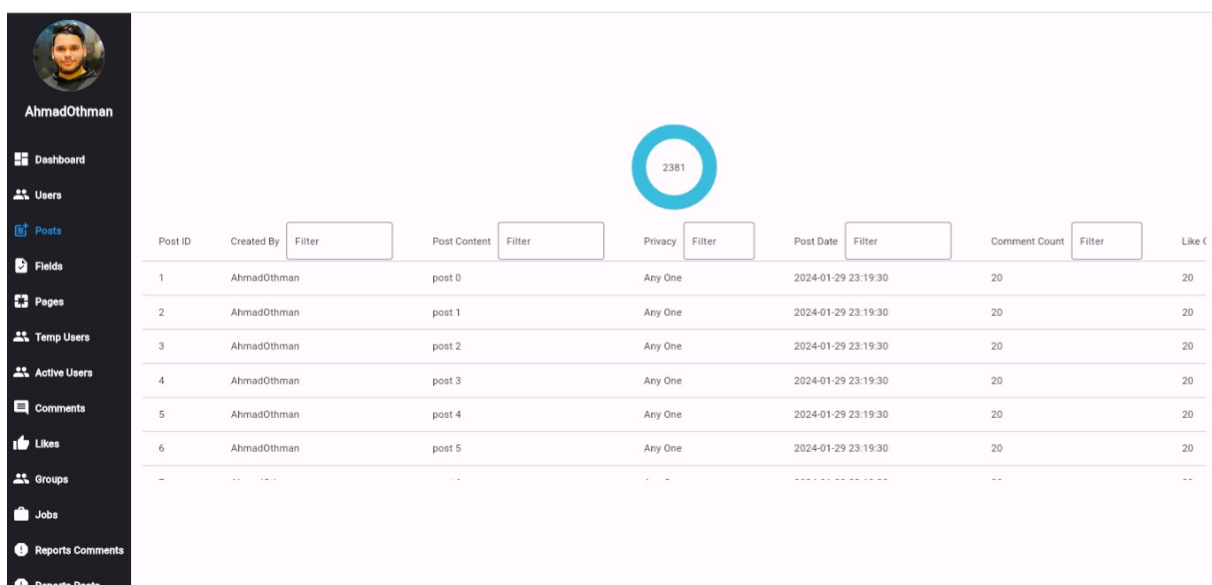 AhmadOthman
Dashboard
Users
Posts
Fields
Pages
Temp Users
Active Users
Comments
Likes
Groups
Jobs
Reports Comments
Reports Posts
2381
Post ID Created By Filter Post Content Filter Privacy Filter Post Date Filter Comment Count Filter Like
1 AhmadOthman post 0 Any One 2024-01-29 23:19:30 20 20
2 AhmadOthman post 1 Any One 2024-01-29 23:19:30 20 20
3 AhmadOthman post 2 Any One 2024-01-29 23:19:30 20 20
4 AhmadOthman post 3 Any One 2024-01-29 23:19:30 20 20
5 AhmadOthman post 4 Any One 2024-01-29 23:19:30 20 20
6 AhmadOthman post 5 Any One 2024-01-29 23:19:30 20 20